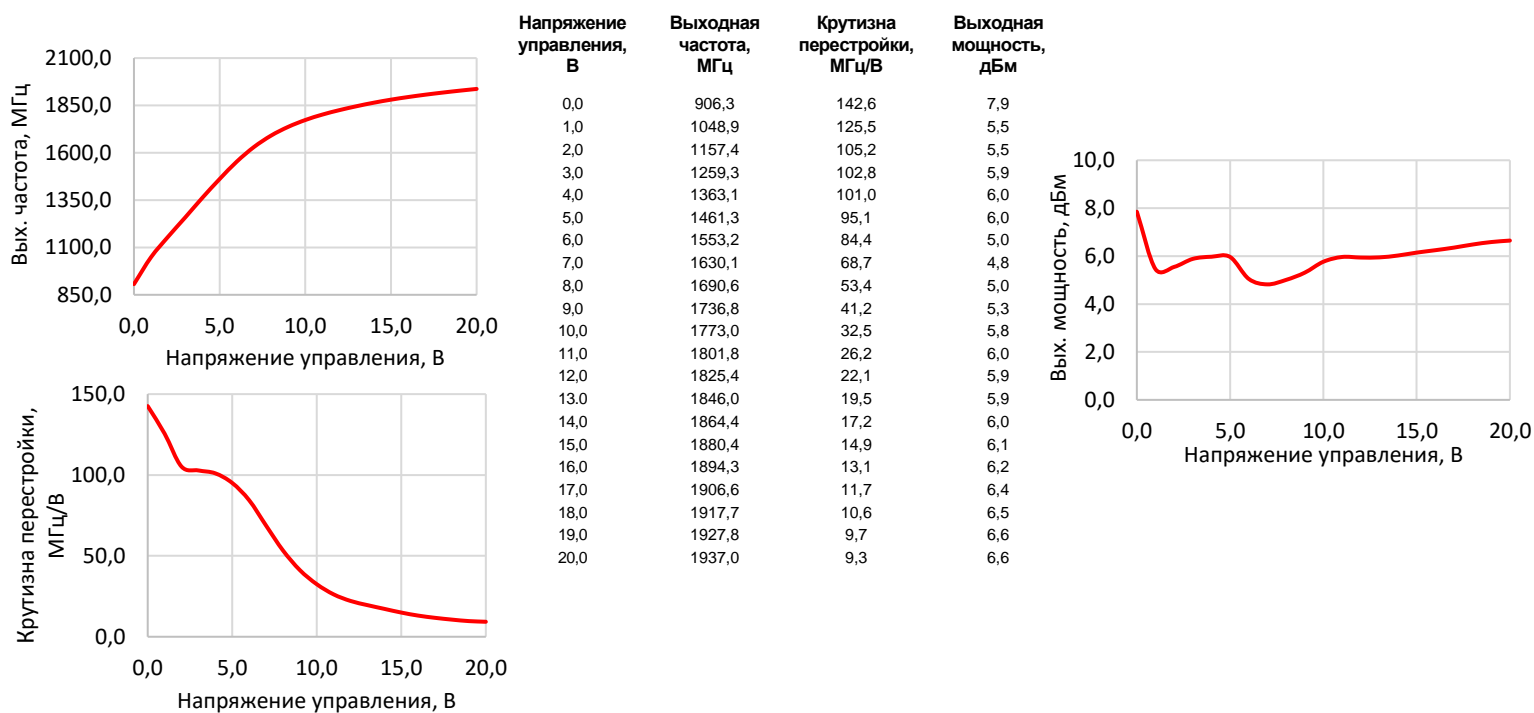 2100,0
1850,0
1600,0
1350,0
1100,0
850,0
Вых. частота, МГц
0,0 5,0 10,0 15,0 20,0
Напряжение управления, В
150,0
100,0
50,0
0,0
Крутизна перестройки,
МГц/В
0,0 5,0 10,0 15,0 20,0
Напряжение управления, В
Напряжение Выходная Крутизна Выходная
управления, частота, перестройки, мощность,
В МГц МГц/В дБм
0,0 906,3 142,6 7,9
1,0 1048,9 125,5 5,5
2,0 1157,4 105,2 5,5
3,0 1259,3 102,8 5,9
4,0 1363,1 101,0 6,0
5,0 1461,3 95,1 6,0
6,0 1553,2 84,4 5,0
7,0 1630,1 68,7 4,8
8,0 1690,6 53,4 5,0
9,0 1736,8 41,2 5,3
10,0 1773,0 32,5 5,8
11,0 1801,8 26,2 6,0
12,0 1825,4 22,1 5,9
13.0 1846,0 19,5 5,9
14,0 1864,4 17,2 6,0
15,0 1880,4 14,9 6,1
16,0 1894,3 13,1 6,2
17,0 1906,6 11,7 6,4
18,0 1917,7 10,6 6,5
19,0 1927,8 9,7 6,6
20,0 1937,0 9,3 6,6
10,0
8,0
6,0
4,0
2,0
0,0
Вых. мощность, дБм
0,0 5,0 10,0 15,0 20,0
Напряжение управления, В